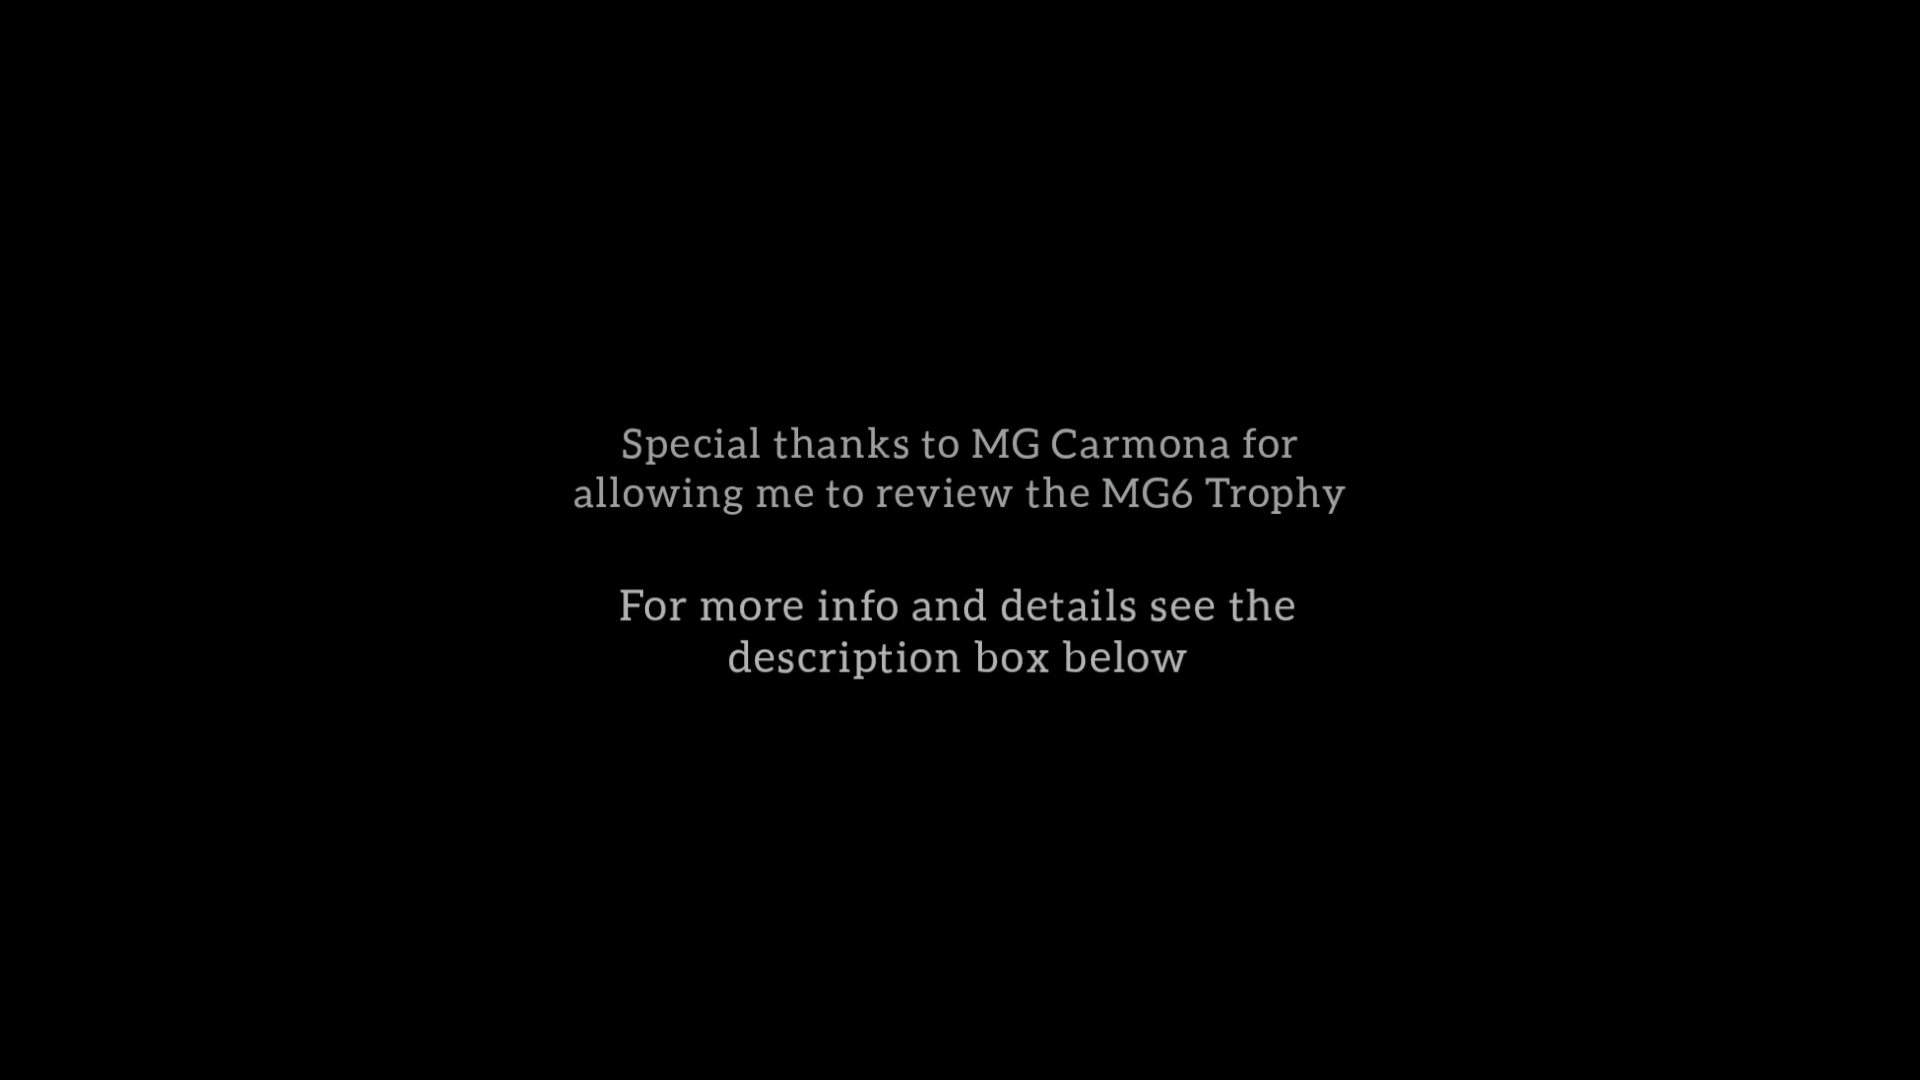 Special thanks to MG Carmona for
allowing me to review the MG6 Trophy
For more info and details see the
description box below